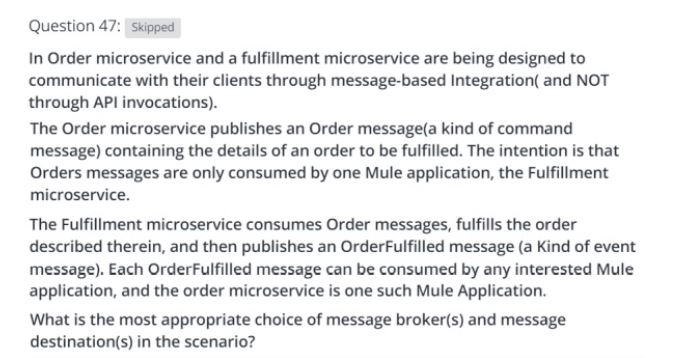 Question 47: Skipped
In Order microservice and a fulfillment microservice are being designed to
communicate with their clients through message-based Integration( and NOT
through API invocations).
The Order microservice publishes an Order message(a kind of command
message) containing the details of an order to be fulfilled. The intention is that
Orders messages are only consumed by one Mule application, the Fulfillment
microservice.
The Fulfillment microservice consumes Order messages, fulfills the order
described therein, and then publishes an OrderFulfilled message (a Kind of event
message). Each OrderFulfilled message can be consumed by any interested Mule
application, and the order microservice is one such Mule Application.
What is the most appropriate choice of message broker(s) and message
destination(s) in the scenario?